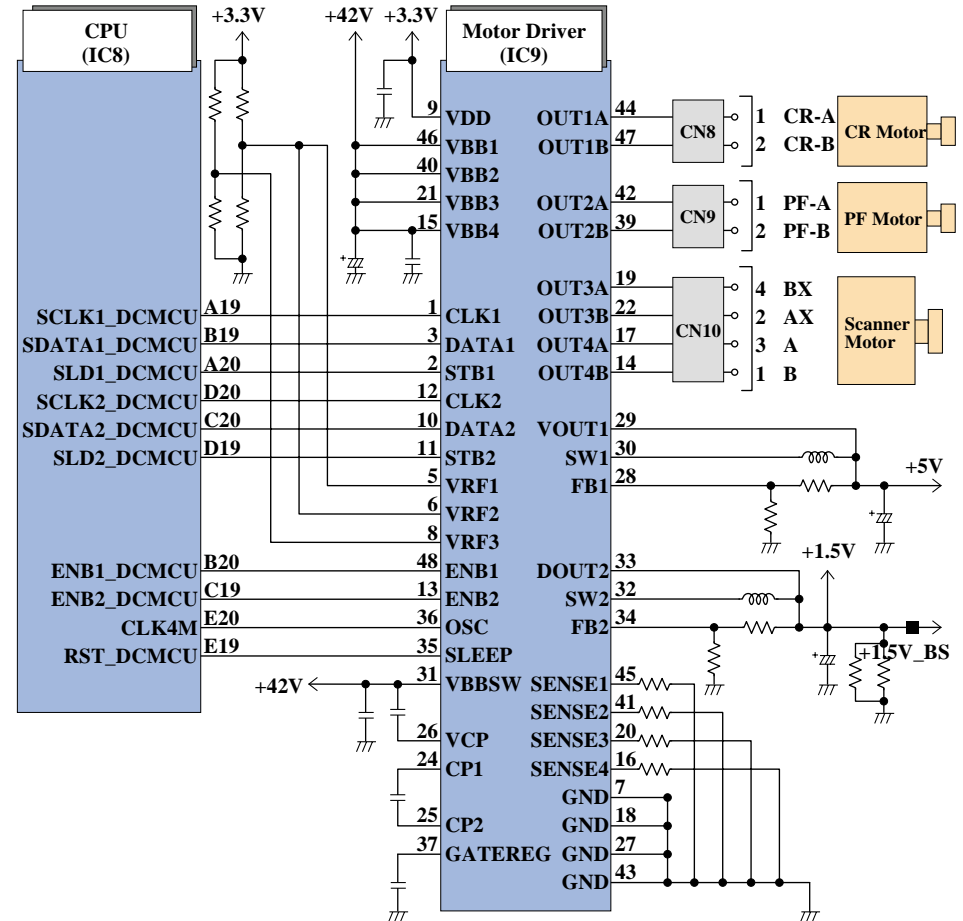 +3.3V
+42V
+3.3V
CPU
(IC8)
Motor Driver
(IC9)
9 VDD
46 VBB1
40 VBB2
21 VBB3
15 VBB4
OUT1A 44
OUT1B 47
OUT2A 42
OUT2B 39
OUT3A 19
OUT3B 22
OUT4A 17
OUT4B 14
CN8
1 CR-A
2 CR-B
CR Motor
CN9
1 PF-A
2 PF-B
PF Motor
CN10
4 BX
2 AX
3 A
1 B
Scanner
Motor
SCLK1_DCMCU A19 1 CLK1
SDATA1_DCMCU B19 3 DATA1
SLD1_DCMCU A20 2 STB1
SCLK2_DCMCU D20 12 CLK2
SDATA2_DCMCU C20 10 DATA2
SLD2_DCMCU D19 11 STB2
5 VRF1
6 VRF2
8 VRF3
ENB1_DCMCU B20 48 ENB1
ENB2_DCMCU C19 13 ENB2
CLK4M E20 36 OSC
RST_DCMCU E19 35 SLEEP
+42V 31 VBBSW
26 VCP
24 CP1
25 CP2
37 GATEREG
VOUT1 29
SW1 30
FB1 28
+5V
+
+1.5V
DOUT2 33
SW2 32
FB2 34
+1.5V_BS
+
SENSE1 45
SENSE2 41
SENSE3 20
SENSE4 16
GND 7
GND 18
GND 27
GND 43
+